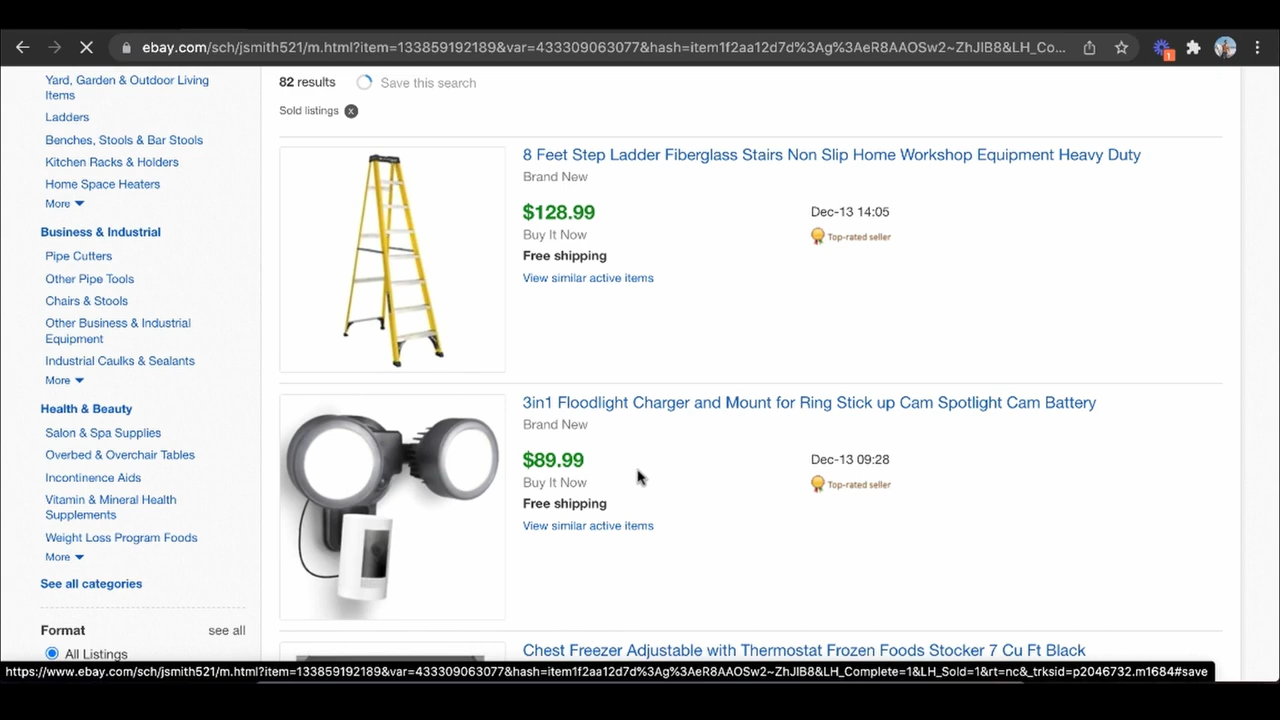 ebay.com/sch/jsmith521/m.html?item=133859192189&var=433309063077&hash=item1f2aa12d7d%3Ag%3AeR8AAOSw2~ZhJIB8&LH_Co...
1
Yard, Garden & Outdoor Living
Items
Ladders
Benches, Stools & Bar Stools
Kitchen Racks & Holders
Home Space Heaters
More
Business & Industrial
Pipe Cutters
Other Pipe Tools
Chairs & Stools
Other Business & Industrial
Equipment
Industrial Caulks & Sealants
More
Health & Beauty
Salon & Spa Supplies
Overbed & Overchair Tables
Incontinence Aids
Vitamin & Mineral Health
Supplements
Weight Loss Program Foods
More
See all categories
Format see all
All Listings
82 results Save this search
Sold listings x
8 Feet Step Ladder Fiberglass Stairs Non Slip Home Workshop Equipment Heavy Duty
Brand New
$128.99 Dec-13 14:05
Buy It Now Top-rated seller
Free shipping
View similar active items
3in1 Floodlight Charger and Mount for Ring Stick up Cam Spotlight Cam Battery
Brand New
$89.99 Dec-13 09:28
Buy It Now Top-rated seller
Free shipping
View similar active items
Chest Freezer Adjustable with Thermostat Frozen Foods Stocker 7 Cu Ft Black
https://www.ebay.com/sch/jsmith521/m.html?item=133859192189&var=433309063077&hash=item1f2aa12d7d%3Ag%3AeR8AAOSw2~ZhJIB8&LH_Complete=1&LH_Sold=1&rt=nc&_trksid=p2046732.m1684#save